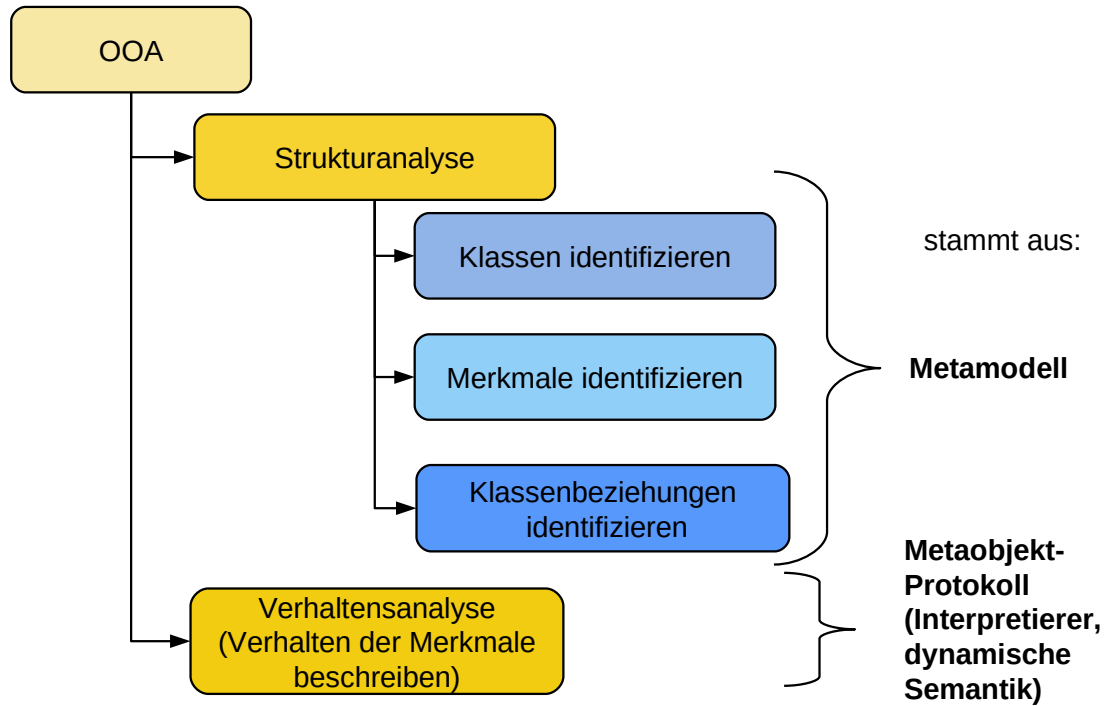 OOA
Strukturanalyse
Klassen identifizieren
stammt aus:
Merkmale identifizieren
Metamodell
Klassenbeziehungen
identifizieren
Verhaltensanalyse
(Verhalten der Merkmale
beschreiben)
Metaobjekt-
Protokoll
(Interpretierer,
dynamische
Semantik)